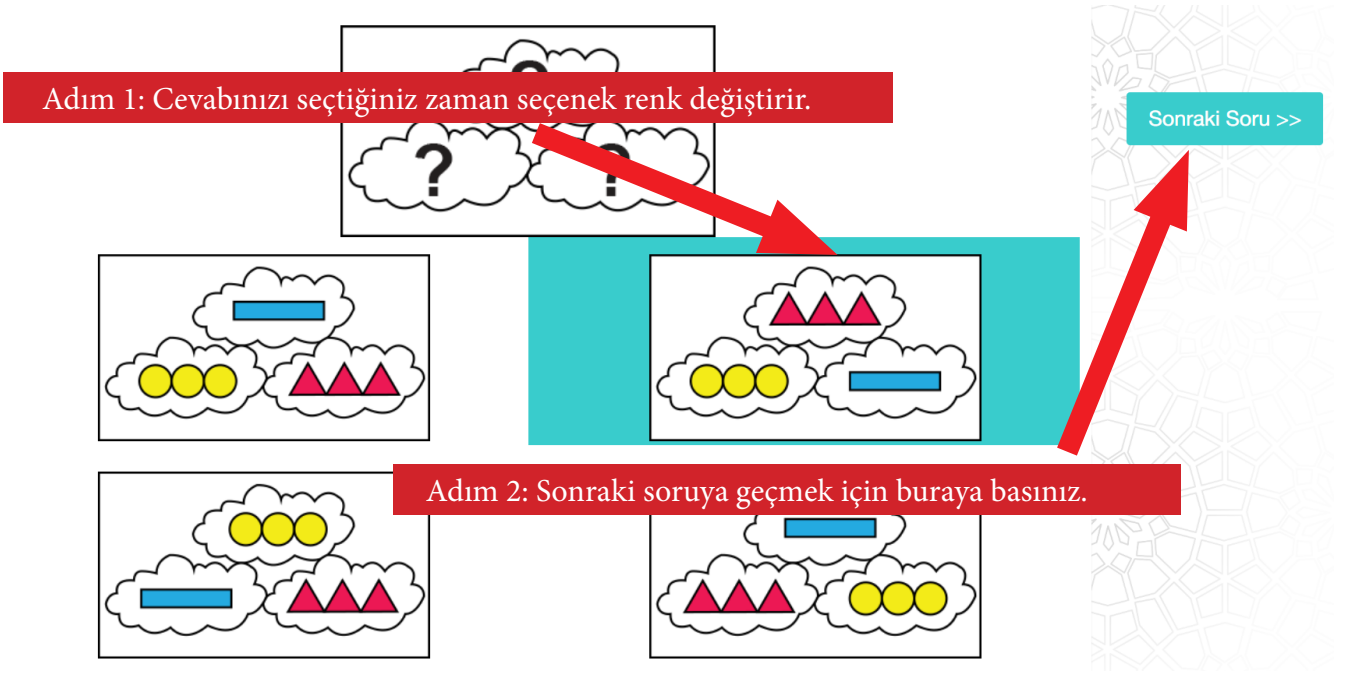 ?
Adım 1: Cevabınızı seçtiğiniz zaman seçenek renk değiştirir.
Sonraki Soru >>
? ?
Adım 2: Sonraki soruya geçmek için buraya basınız.